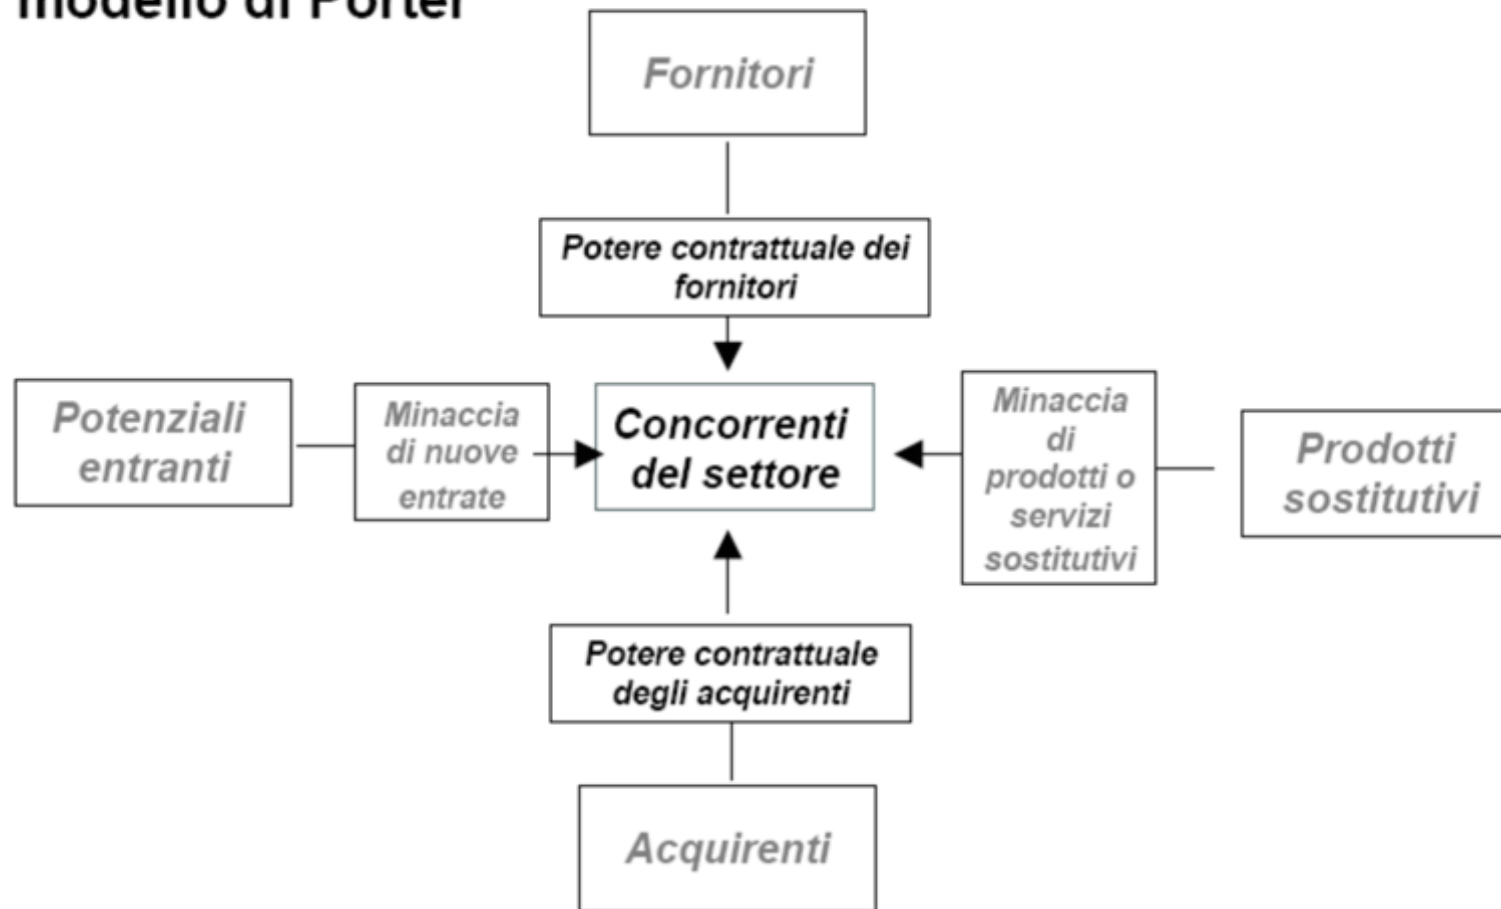 modello di Porter
Fornitori
Potere contrattuale dei
fornitori
Potenziali
entranti
Minaccia
di nuove
entrate
Concorrenti
del settore
Minaccia
di
prodotti o
servizi
sostitutivi
Prodotti
sostitutivi
Potere contrattuale
degli acquirenti
Acquirenti